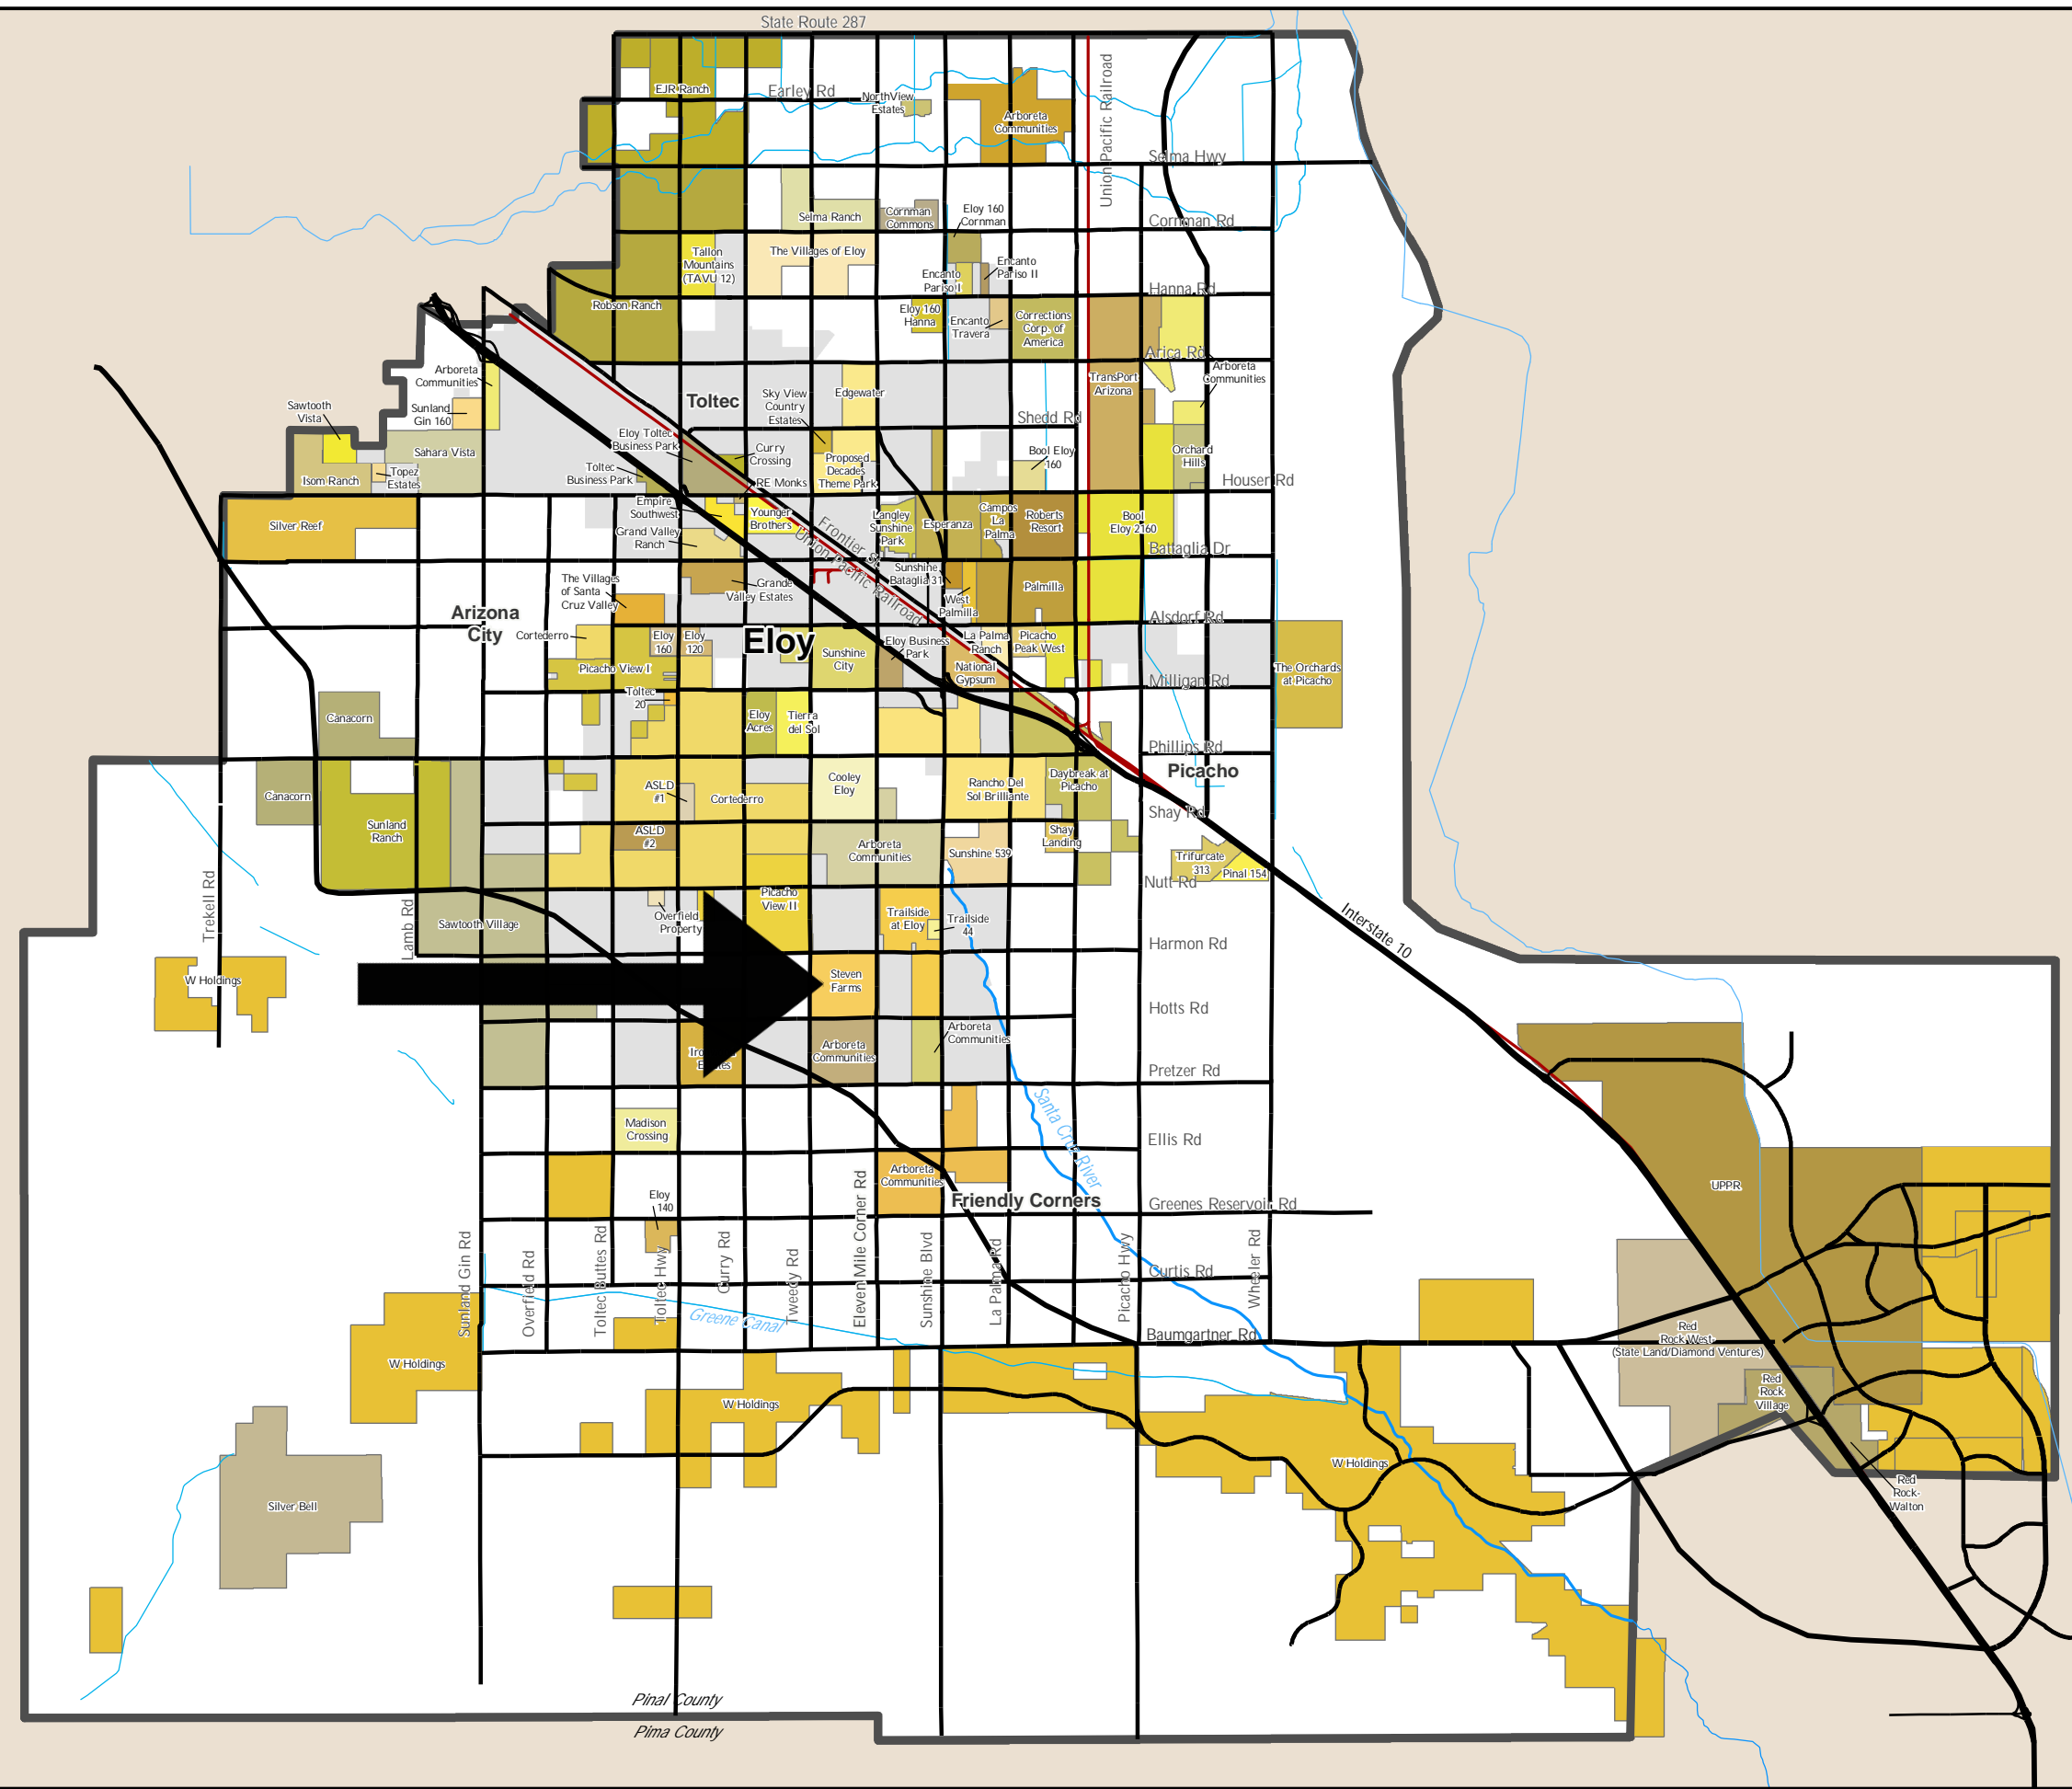 State Route 287
EJR Ranch
Earley Rd
NorthView
Estates
Arboreta
Communities
Union Pacific Railroad
Selma Hwy
Selma Ranch
Cornman
Commons
Eloy 160
Cornman
Cornman Rd
Tallon
Mountains
(TAVU 12)
The Villages of Eloy
Encanto
Pariso I
Encanto
Pariso II
Hanna Rd
Robson Ranch
Eloy 160
Hanna
Encanto
Travera
Corrections
Corp. of
America
Arica Rd
Arboreta
Communities
TransPort
Arizona
Arboreta
Communities
Sunland
Gin 160
Sawtooth
Vista
Toltec
Sky View
Country
Estates
Edgewater
Shedd Rd
Sahara Vista
Eloy Toltec
Business Park
Curry
Crossing
Toltec
Business Park
Proposed
Decades
Theme Park
Bool Eloy
160
Orchard
Hills
Isom Ranch
Topez
Estates
RE Monks
Houser Rd
Silver Reef
Empire
Southwest
Younger
Brothers
Grand Valley
Ranch
Langley
Sunshine
Park
Esperanza
Campos
La
Palma
Roberts
Resort
Bool
Eloy 2160
Frontier St
Union Pacific Railroad
Battaglia Dr
The Villages
of Santa
Cruz Valley
Grande
Valley Estates
Sunshine
Bataglia 31
West
Palmilla
Palmilla
Arizona
City
Alsdorf Rd
Cortederro
Eloy
160
Eloy
120
Eloy
Eloy Business
Park
La Palma
Ranch
Picacho
Peak West
Picacho View I
Sunshine
City
National
Gypsum
The Orchards
at Picacho
Milligan Rd
Toltec
20
Canacorn
Eloy
Acres
Tierra
del Sol
Phillips Rd
Picacho
Canacorn
ASLD
#1
Cortederro
Cooley
Eloy
Rancho Del
Sol Brilliante
Daybreak at
Picacho
Shay Rd
Sunland
Ranch
ASLD
#2
Arboreta
Communities
Sunshine 539
Shay
Landing
Trifurcate
313
Pinal 154
Nutt Rd
Trekell Rd
Lamb Rd
Sawtooth Village
Overfield
Property
Picacho
View II
Trailside
at Eloy
Trailside
44
Interstate 10
Harmon Rd
W Holdings
Steven
Farms
Hotts Rd
Arboreta
Communities
Arboreta
Communities
Pretzer Rd
Madison
Crossing
Santa Cruz River
Ellis Rd
Arboreta
Communities
UPPR
Eloy
140
Friendly Corners
Greenes Reservoir Rd
Sunland Gin Rd
Overfield Rd
Toltec Buttes Rd
Toltec Hwy
Curry Rd
Tweedy Rd
Eleven Mile Corner Rd
Sunshine Blvd
La Palma Rd
Picacho Hwy
Wheeler Rd
Curtis Rd
Greene Canal
Baumgartner Rd
Red
Rock West-
(State Land/Diamond Ventures)
W Holdings
W Holdings
Red
Rock
Village
W Holdings
Silver Bell
Red
Rock-
Walton
Pinal County
Pima County